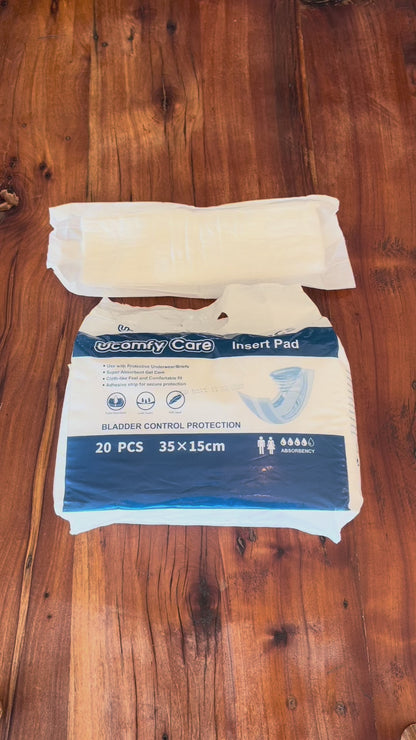 Ucomfy Care Insert Pad
• Use with Protective Underwear/Briefs
• Super Absorbent Gel Core
• Cloth-like Feel and Comfortable fit
• Adhesive strip for secure protection
BLADDER CONTROL PROTECTION
20 PCS 35×15cm
ABSORBENCY